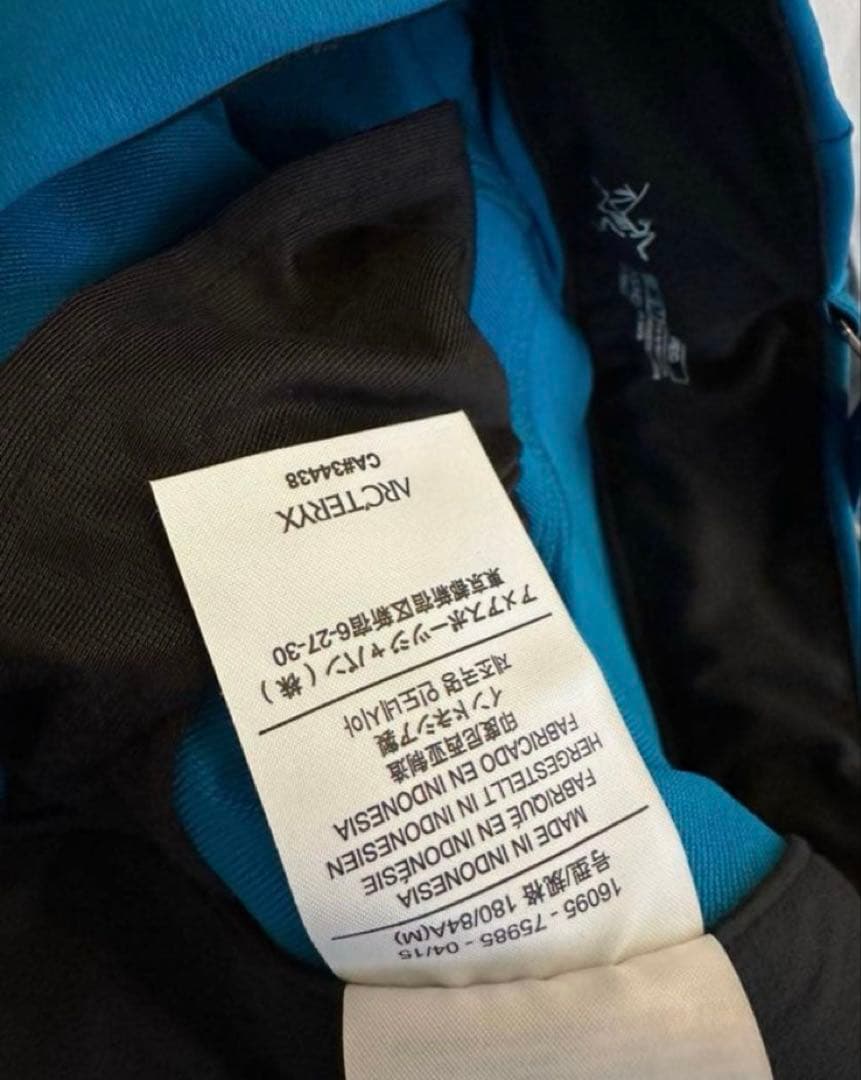 16095 - 75985 - 04/15
号型/规格 180/84A(M)
MADE IN INDONESIA
FABRIQUÉ EN INDONÉSIE
HERGESTELLT IN INDONESIEN
FABRICADO EN INDONESIA
印度尼西亚制造
インドネシア製
제조국명 인도네시아
アメアスポーツジャパン ( 株 )
東京都新宿区新宿6-27-30
ARC'TERYX
CA#34438